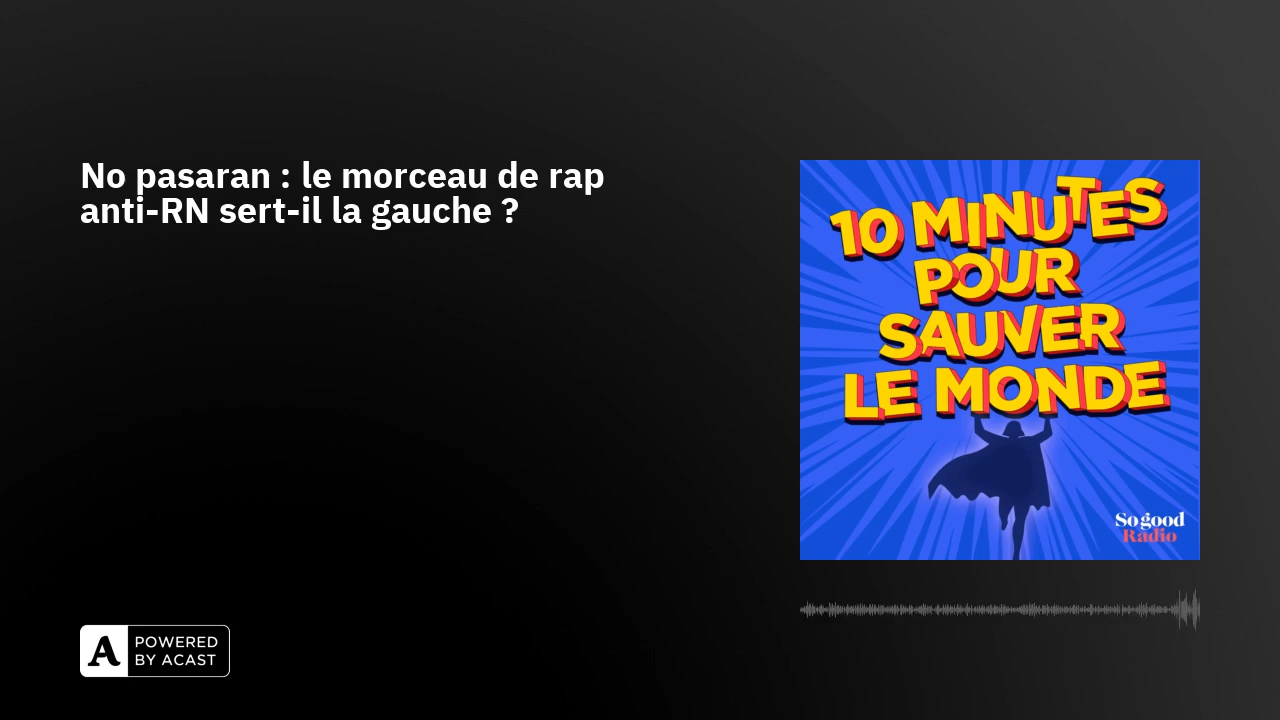 No pasaran : le morceau de rap
anti-RN sert-il la gauche ?
10 MINUTES
POUR
SAUVER
LE MONDE
So good
Radio
A POWERED
BY ACAST